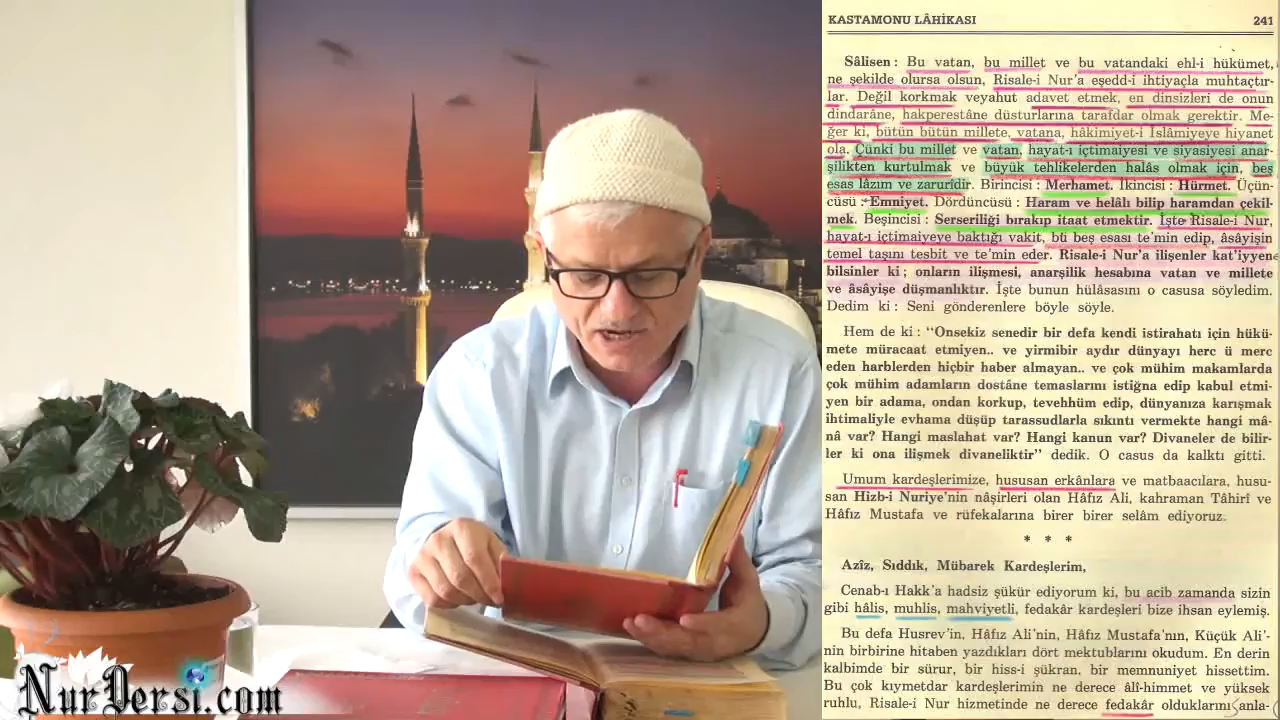 KASTAMONU LÂHİKASI 241
Sâlisen : Bu vatan, bu millet ve bu vatandaki ehl-i hükûmet,
ne şekilde olursa olsun, Risale-i Nur'a eşedd-i ihtiyaçla muhtaçtır-
lar. Değil korkmak veyahut adavet etmek, en dinsizleri de onun
dindarâne, hakperestâne düsturlarına tarafdar olmak gerektir. Me-
ğer ki, bütün bütün millete, vatana, hâkimiyet-i İslâmiyeye hiyanet
ola. Çünki bu millet ve vatan, hayat-ı içtimaiyesi ve siyasiyesi anar-
şilikten kurtulmak ve büyük tehlikelerden halâs olmak için, beş
esas lâzım ve zarurîdir. Birincisi : Merhamet. İkincisi : Hürmet. Üçün-
cüsü : Emniyet. Dördüncüsü : Haram ve helâlı bilip haramdan çekil-
mek. Beşincisi : Serseriliği bırakıp itaat etmektir. İşte Risale-i Nur,
hayat-ı içtimaiyeye baktığı vakit, bu beş esası te'min edip, âsâyişin
temel taşını tesbit ve te'min eder. Risale-i Nur'a ilişenler kat'iyyen
bilsinler ki ; onların ilişmesi, anarşilik hesabına vatan ve millete
ve âsâyişe düşmanlıktır. İşte bunun hülâsasını o casusa söyledim.
Dedim ki : Seni gönderenlere böyle söyle.
Hem de ki : "Onsekiz senedir bir defa kendi istirahatı için hükû-
mete müracaat etmiyen.. ve yirmibir aydır dünyayı herc ü merc
eden harblerden hiçbir haber almayan.. ve çok mühim makamlarda
çok mühim adamların dostâne temaslarını istiğna edip kabul etmi-
yen bir adama, ondan korkup, tevehhüm edip, dünyanıza karışmak
ihtimaliyle evhama düşüp tarassudlarla sıkıntı vermekte hangi mâ-
nâ var? Hangi maslahat var? Hangi kanun var? Divaneler de bilir-
ler ki ona ilişmek divaneliktir" dedik. O casus da kalktı gitti.
Umum kardeşlerimize, hususan erkânlara ve matbaacılara, husu-
san Hizb-i Nuriye'nin nâşirleri olan Hâfız Ali, kahraman Tâhirî ve
Hâfız Mustafa ve rüfekalarına birer birer selâm ediyoruz.
* * *
Azîz, Sıddık, Mübarek Kardeşlerim,
Cenab-ı Hakk'a hadsiz şükür ediyorum ki, bu acib zamanda sizin
gibi hâlis, muhlis, mahviyetli, fedakâr kardeşleri bize ihsan eylemiş.
Bu defa Husrev'in, Hâfız Ali'nin, Hâfız Mustafa'nın, Küçük Ali'-
nin birbirine hitaben yazdıkları dört mektublarını okudum. En derin
kalbimde bir sürur, bir hiss-i şükran, bir memnuniyet hissettim.
Bu çok kıymetdar kardeşlerimin ne derece âlî-himmet ve yüksek
ruhlu, Risale-i Nur hizmetinde ne derece fedakâr olduklarını anla-
NurDersi.com